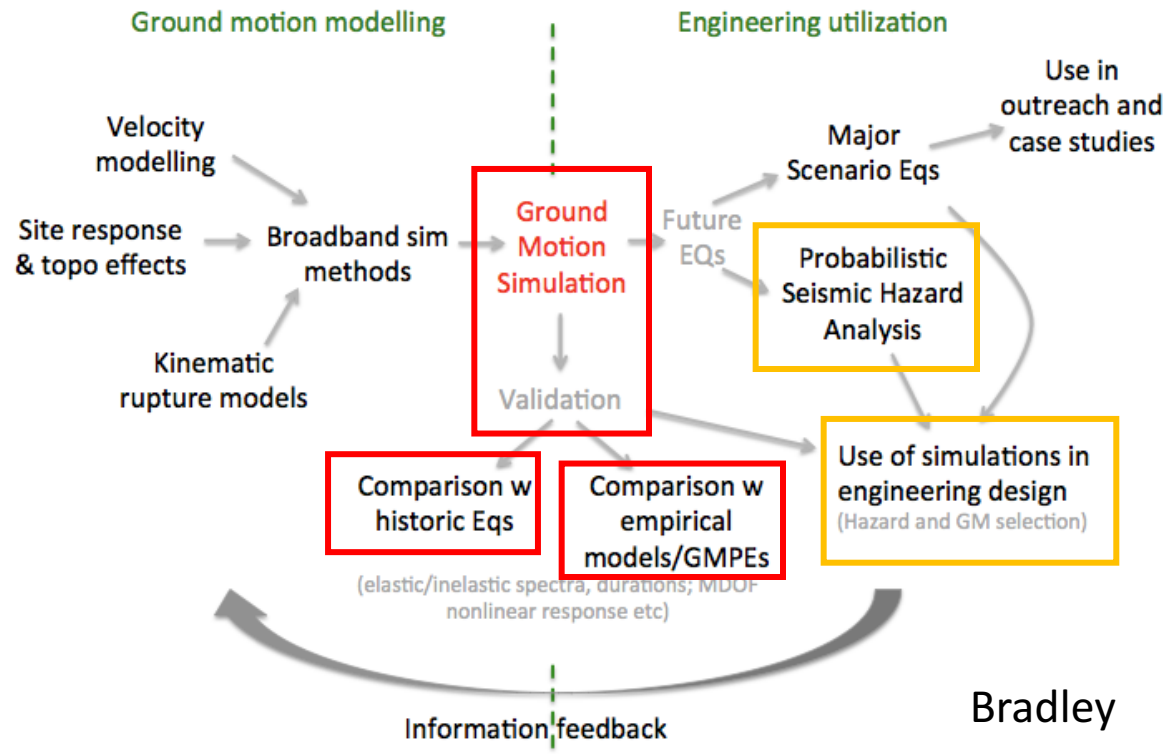 Ground motion modelling
Engineering utilization
Velocity
modelling
Site response
& topo effects
Kinematic
rupture models
Broadband sim
methods
Ground
Motion
Simulation
Validation
Future
EQs
Major
Scenario Eqs
Use in
outreach and
case studies
Probabilistic
Seismic Hazard
Analysis
Use of simulations in
engineering design
(Hazard and GM selection)
Comparison w
historic Eqs
Comparison w
empirical
models/GMPEs
(elastic/inelastic spectra, durations; MDOF
nonlinear response etc)
Information feedback
Bradley